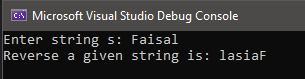 Microsoft Visual Studio Debug Console
Enter string s: Faisal
Reverse a given string is: lasiaF